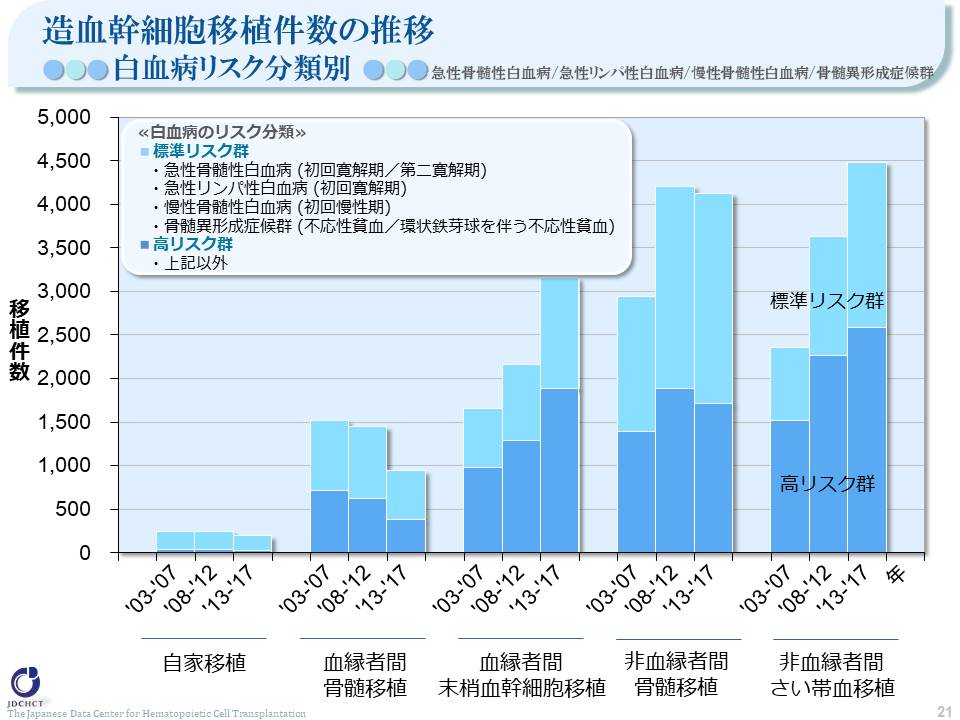 造血幹細胞移植件数の推移
白血病リスク分類別
急性骨髄性白血病/急性リンパ性白血病/慢性骨髄性白血病/骨髄異形成症候群
5,000
4,500
4,000
3,500
3,000
2,500
2,000
1,500
1,000
500
0
移植件数
≪白血病のリスク分類≫
標準リスク群
・急性骨髄性白血病 (初回寛解期／第二寛解期)
・急性リンパ性白血病 (初回寛解期)
・慢性骨髄性白血病 (初回慢性期)
・骨髄異形成症候群 (不応性貧血／環状鉄芽球を伴う不応性貧血)
高リスク群
・上記以外
標準リスク群
高リスク群
'03-'07 '08-'12 '13-'17 '03-'07 '08-'12 '13-'17 '03-'07 '08-'12 '13-'17 '03-'07 '08-'12 '13-'17 '03-'07 '08-'12 '13-'17 年
自家移植
血縁者間
骨髄移植
血縁者間
末梢血幹細胞移植
非血縁者間
骨髄移植
非血縁者間
さい帯血移植
JDCHCT
The Japanese Data Center for Hematopoietic Cell Transplantation
21